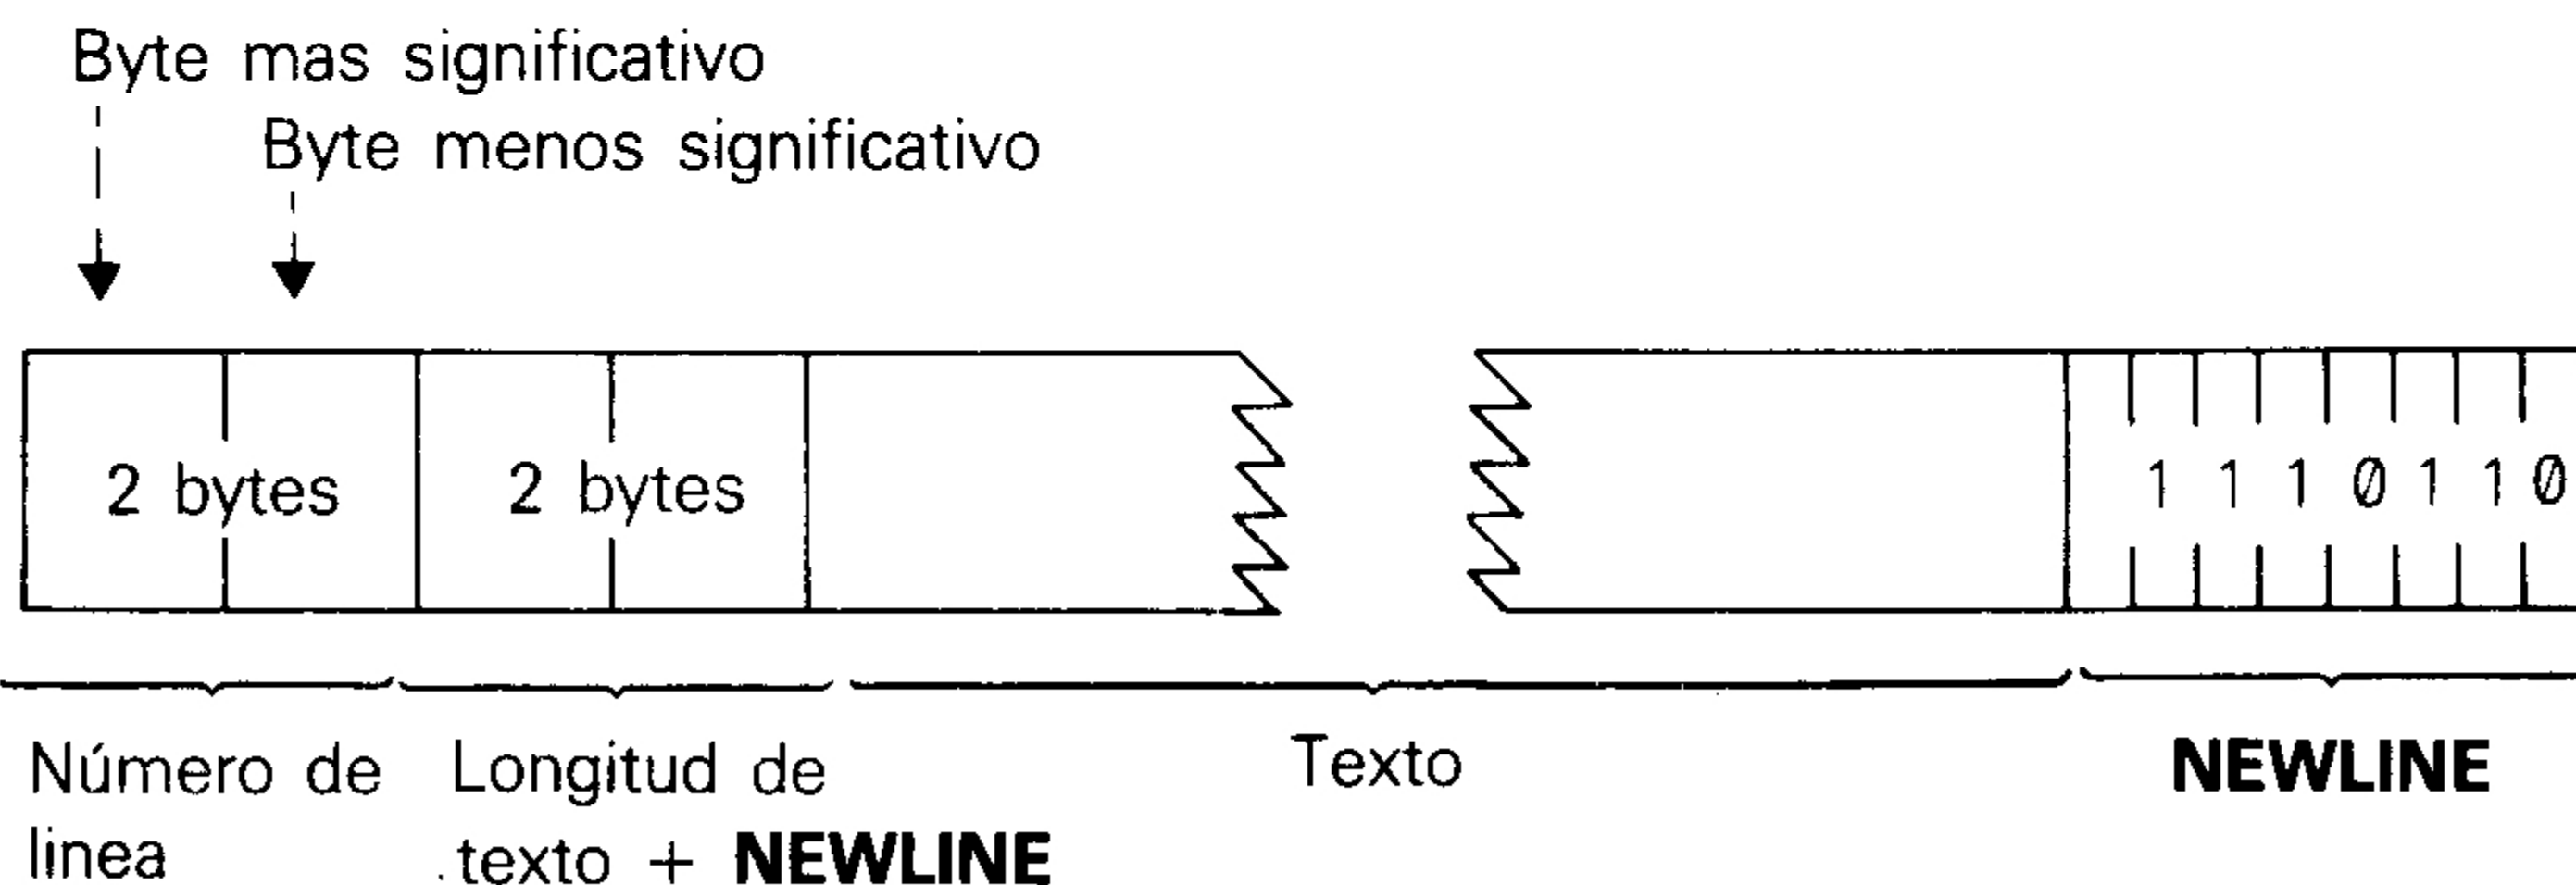 Byte mas significativo
Byte menos significativo
2 bytes 2 bytes 1 1 1 0 1 1 0
Número de Longitud de Texto NEWLINE
linea texto + NEWLINE